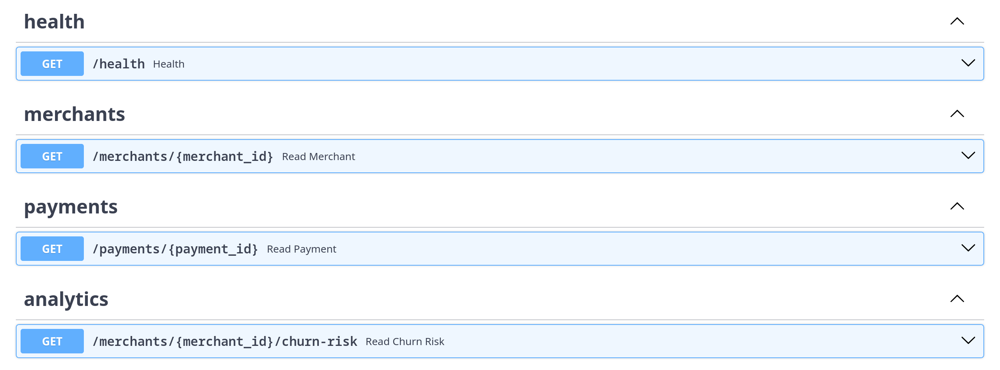 health
GET /health Health
merchants
GET /merchants/{merchant_id} Read Merchant
payments
GET /payments/{payment_id} Read Payment
analytics
GET /merchants/{merchant_id}/churn-risk Read Churn Risk